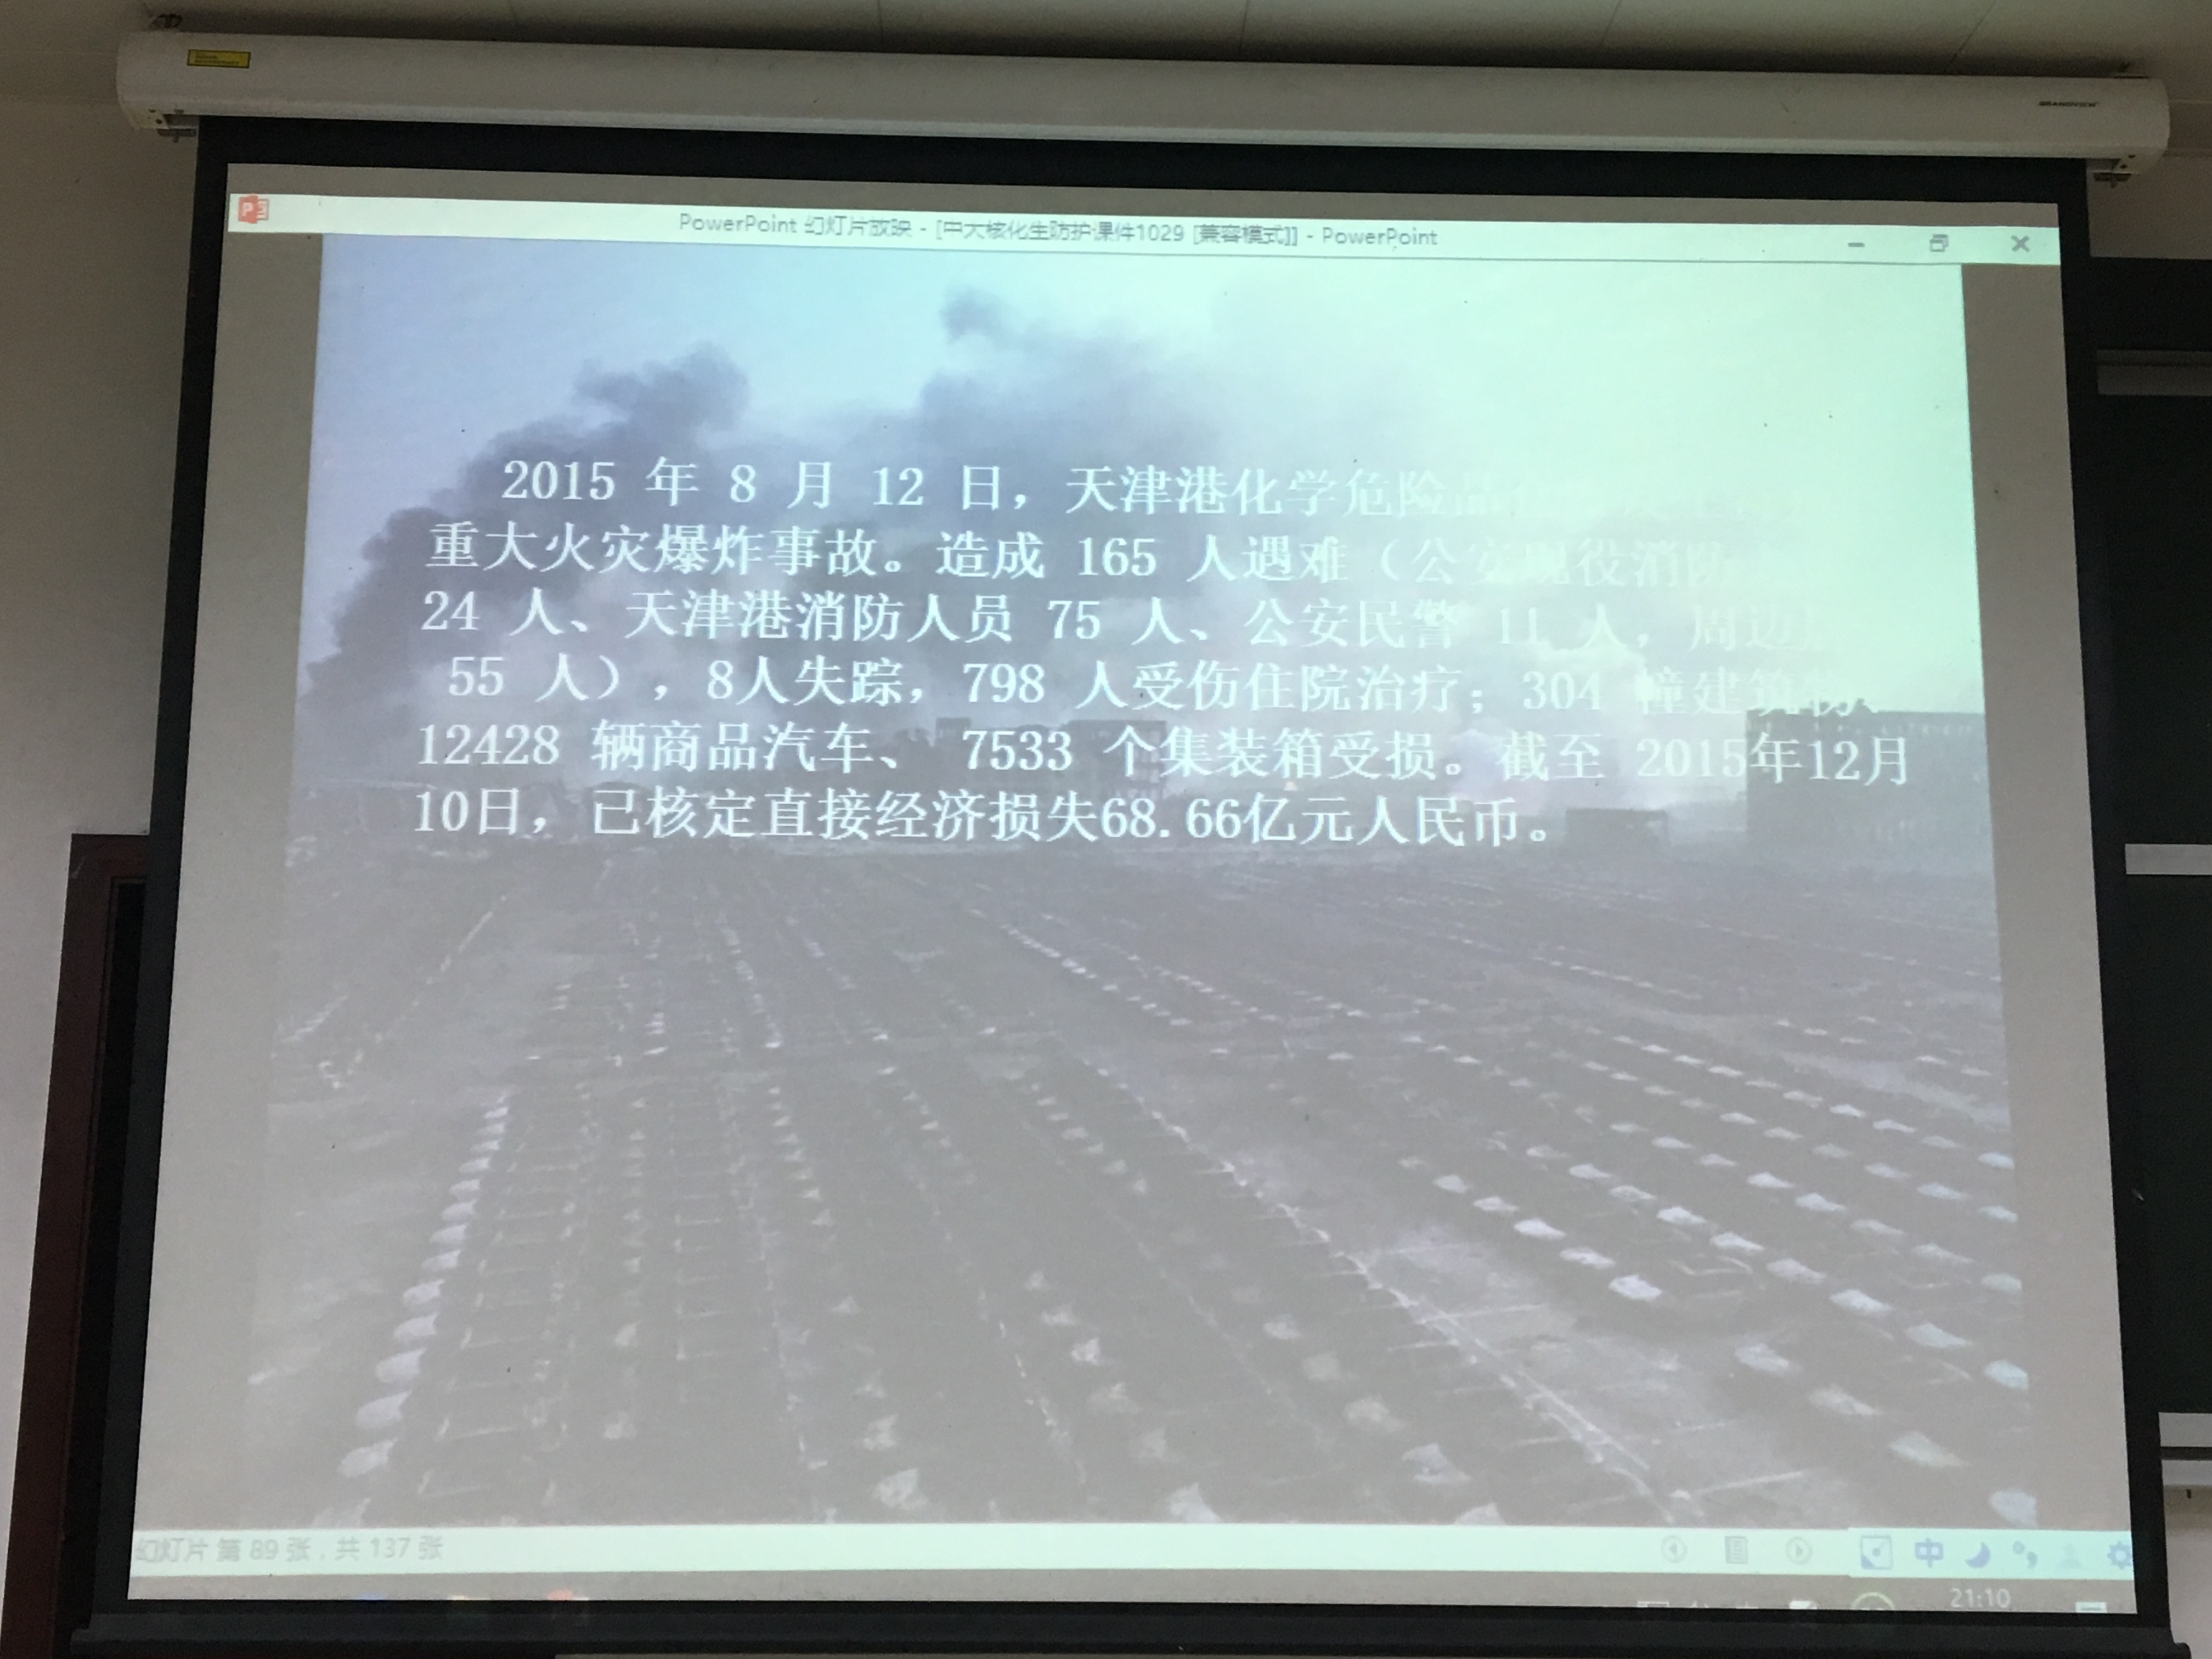 GRANDVIEW
PowerPoint 幻灯片放映 - [中大核化生防护课件1029 [兼容模式]] - PowerPoint
2015 年 8 月 12 日，天津港化学危险品
重大火灾爆炸事故。造成 165 人遇难（公安现役消防
24 人、天津港消防人员 75 人、公安民警 11 人，周边
55 人），8人失踪，798 人受伤住院治疗；304 幢建筑物、
12428 辆商品汽车、 7533 个集装箱受损。截至 2015年12月
10日，已核定直接经济损失68.66亿元人民币。
幻灯片 第 89 张，共 137 张
中
21:10